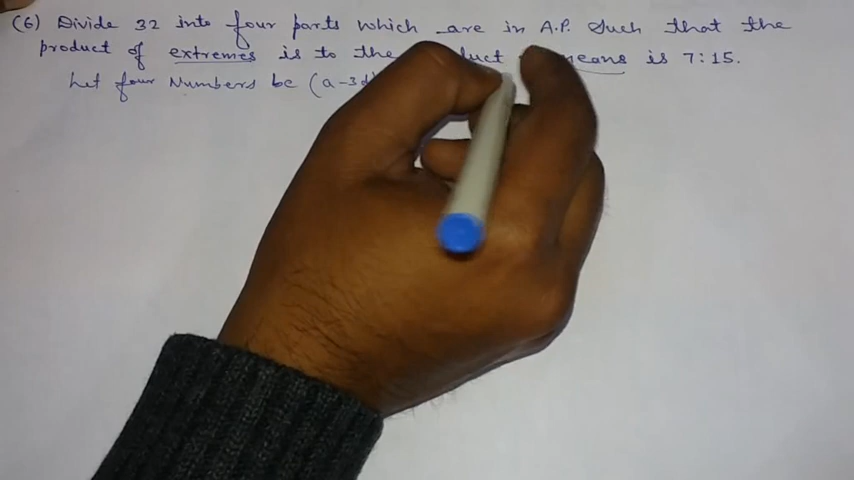 (6) Divide 32 into four parts which are in A.P. Such that the
product of extremes is to the means is 7:15.
Let four Numbers be (a-3d)